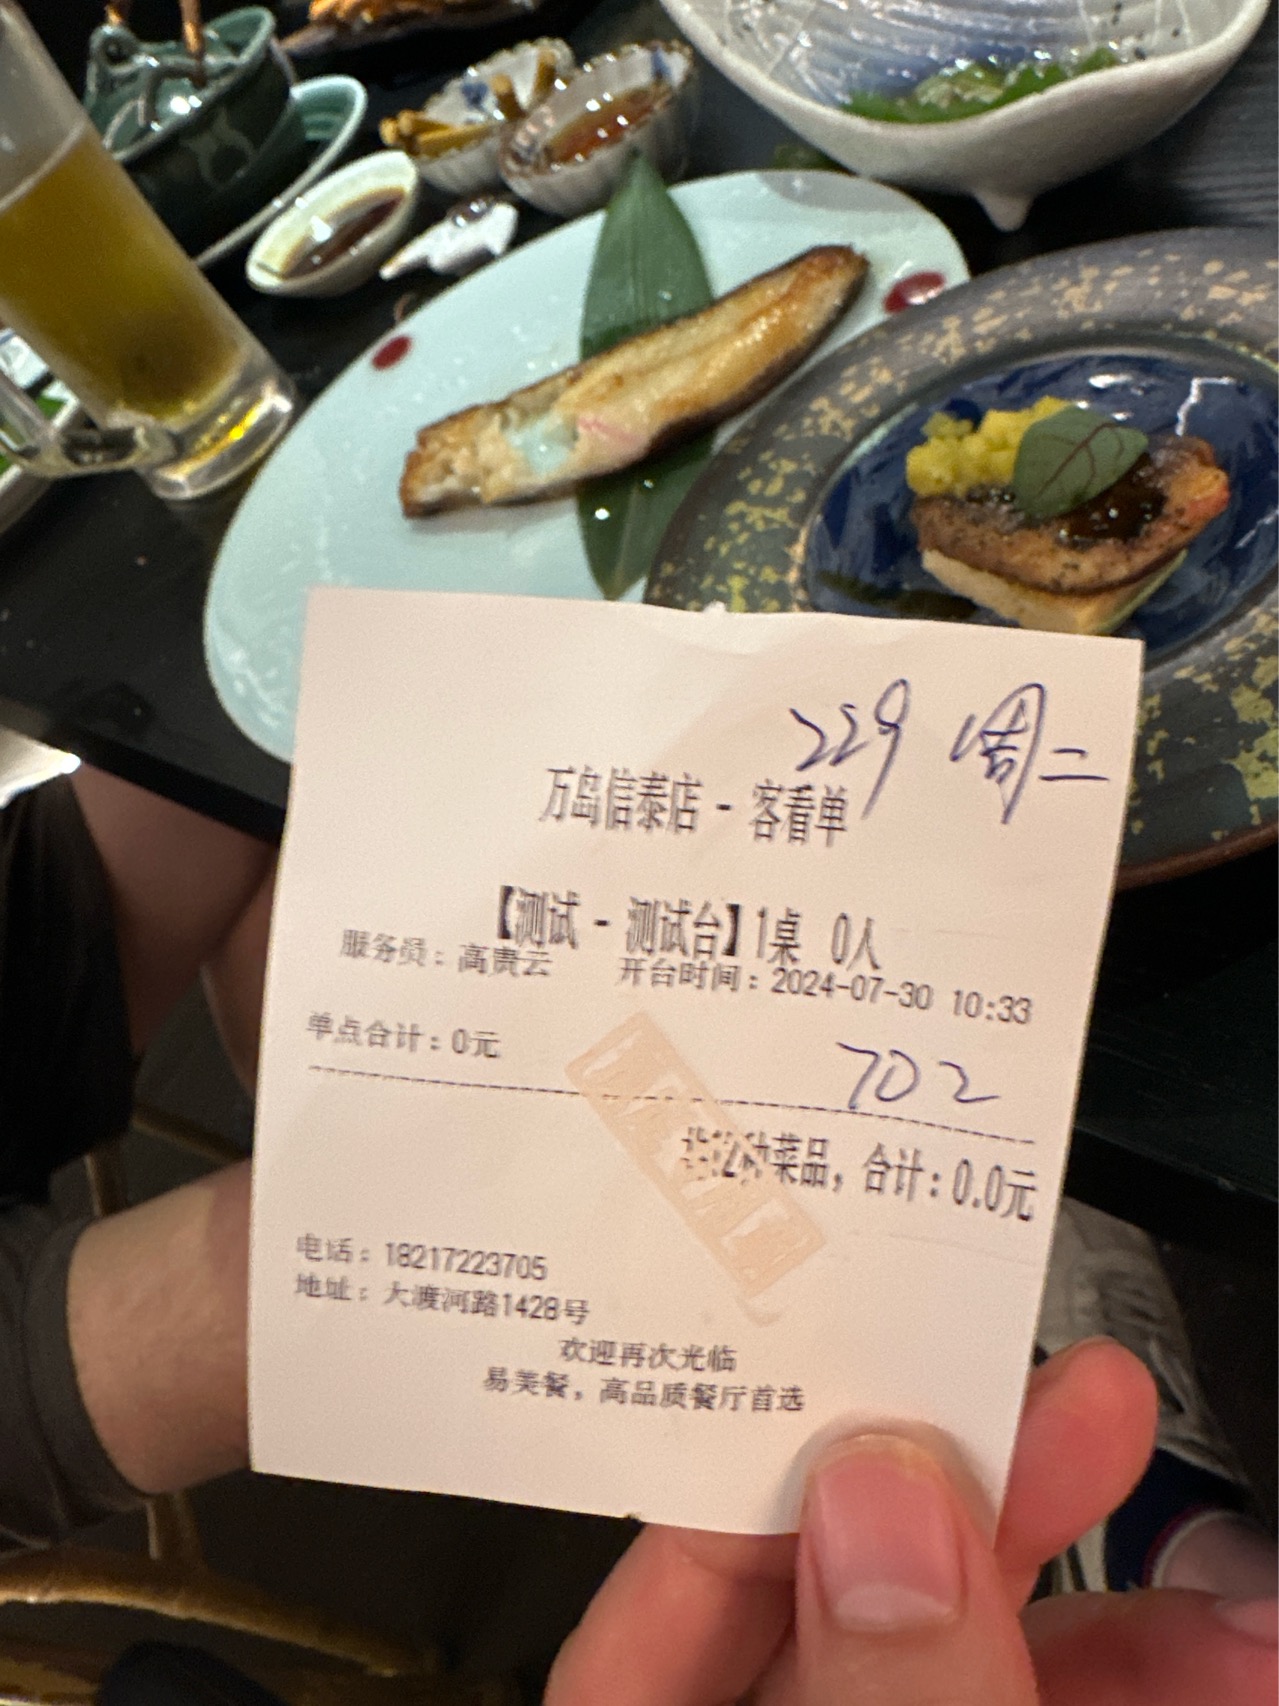 229 周二
万岛信泰店 - 客看单
【测试 - 测试台】1桌 0人
服务员：高贵云 开台时间：2024-07-30 10:33
单点合计：0元
702
菜品，合计：0.0元
电话：18217223705
地址：大渡河路1428号
欢迎再次光临
易美餐，高品质餐厅首选